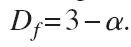 D_f = 3 − α.